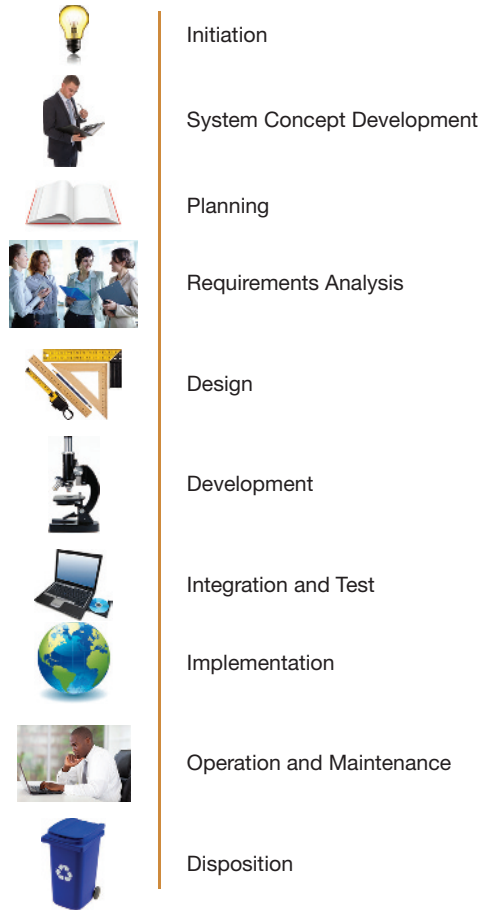 Initiation
System Concept Development
Planning
Requirements Analysis
Design
Development
Integration and Test
Implementation
Operation and Maintenance
Disposition